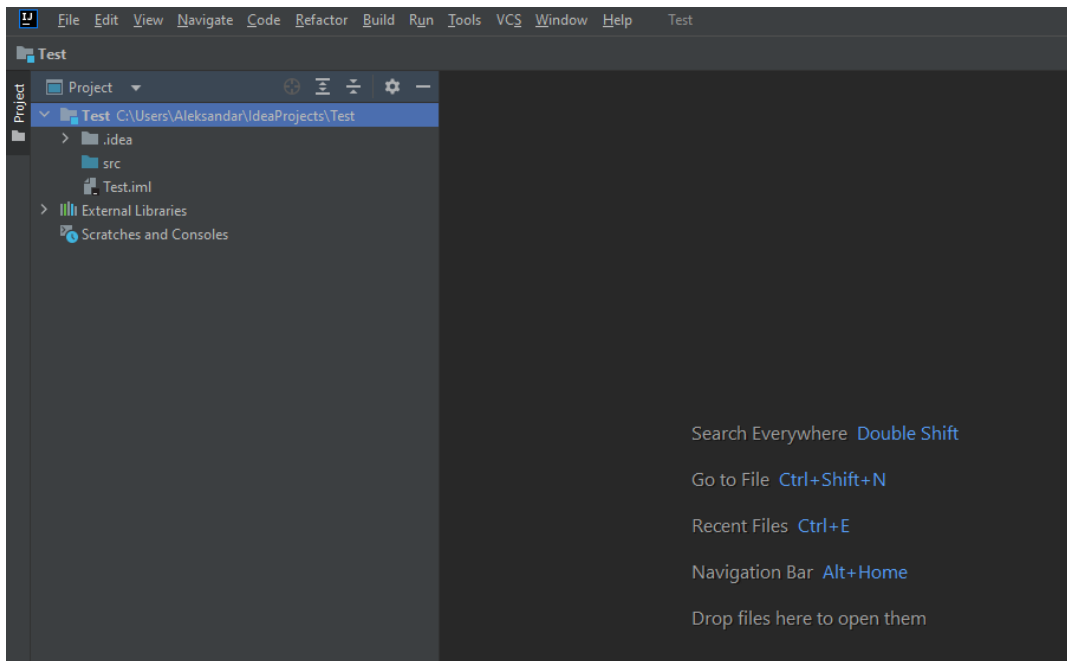 IJ File Edit View Navigate Code Refactor Build Run Tools VCS Window Help Test
Test
Project
Project
Test C:\Users\Aleksandar\IdeaProjects\Test
.idea
src
Test.iml
External Libraries
Scratches and Consoles
Search Everywhere Double Shift
Go to File Ctrl+Shift+N
Recent Files Ctrl+E
Navigation Bar Alt+Home
Drop files here to open them